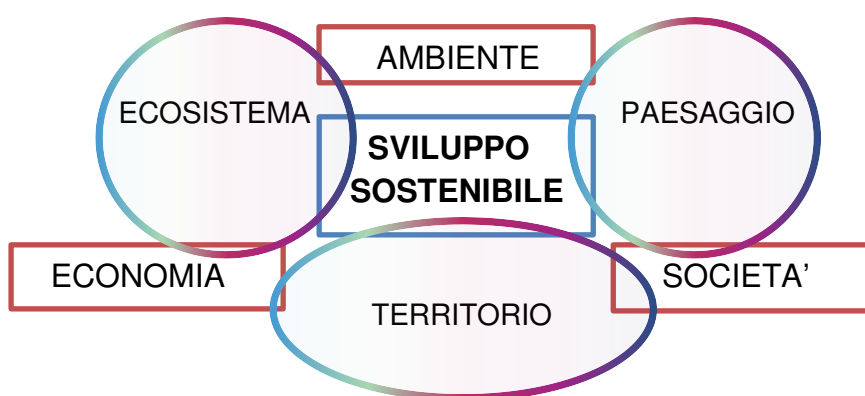 AMBIENTE
ECOSISTEMA
PAESAGGIO
SVILUPPO
SOSTENIBILE
ECONOMIA
SOCIETA’
TERRITORIO